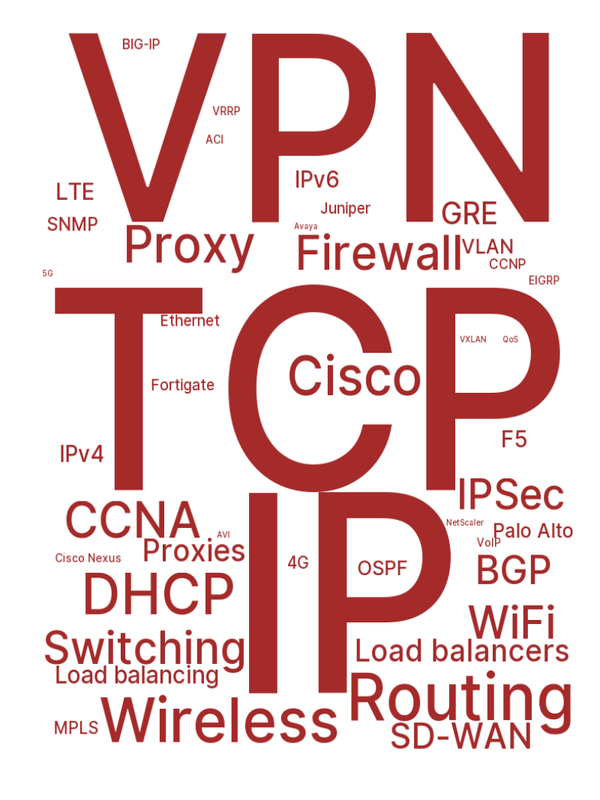 VPN
BIG-IP
VRRP
ACI
IPv6
LTE
Juniper
GRE
SNMP
Avaya
Proxy
Firewall
VLAN
CCNP
5G
EIGRP
TCP
Ethernet
VXLAN
QoS
Cisco
Fortigate
F5
IPv4
IPSec
IP
CCNA
NetScaler
Palo Alto
AVI
VoIP
Proxies
Cisco Nexus
4G
OSPF
BGP
DHCP
WiFi
Switching
Load balancers
Load balancing
Routing
Wireless
MPLS
SD-WAN